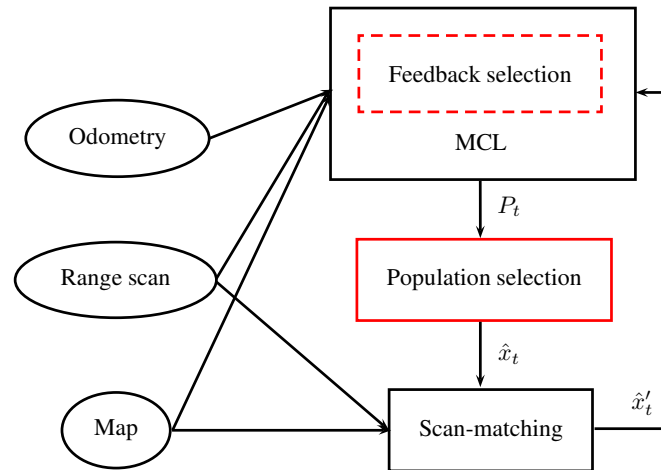 Feedback selection
Odometry
MCL
P_t
Range scan
Population selection
x̂_t
Map
Scan-matching
x̂′_t